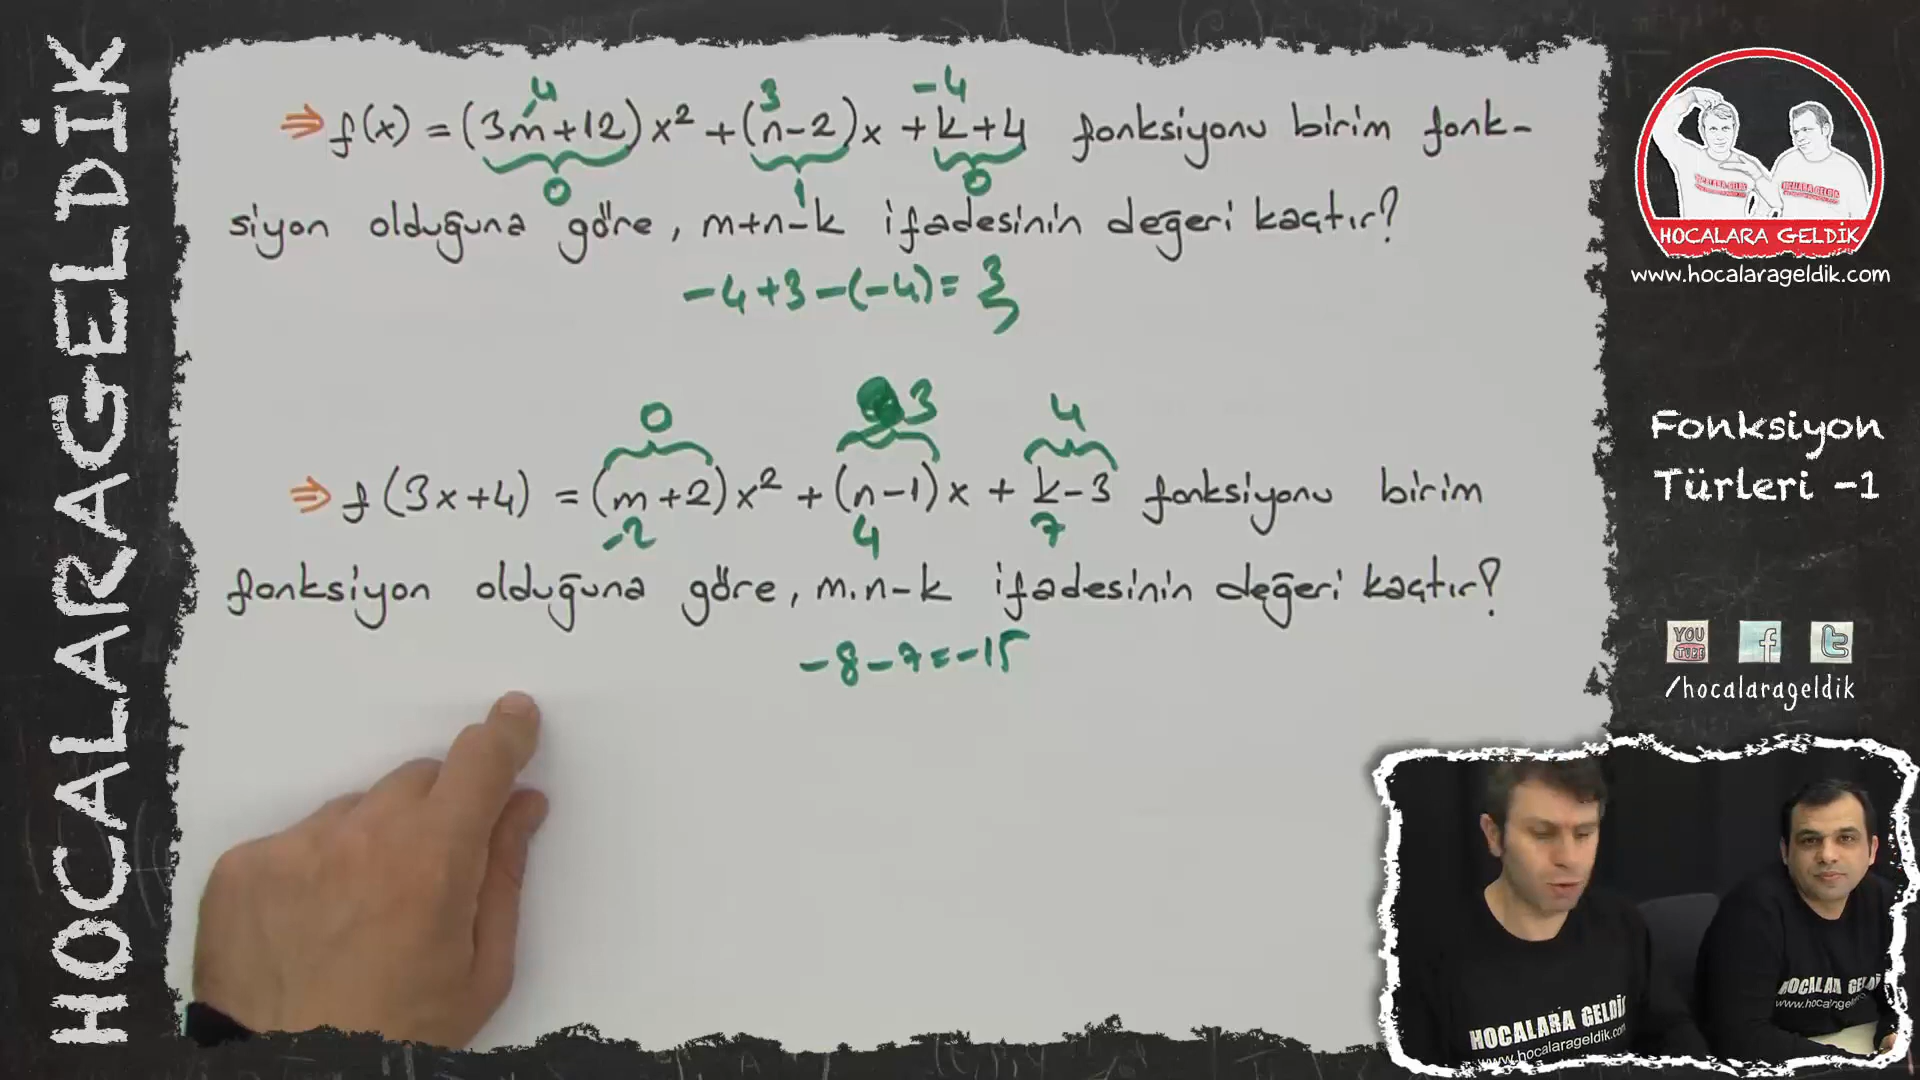 HOCALARAGELDİK
-4 3 -4
⇒ f(x) = (3m+12)x² + (n-2)x + k+4 fonksiyonu birim fonk-
0 1 0
siyon olduğuna göre, m+n-k ifadesinin değeri kaçtır?
-4+3-(-4)= 3
0 3 4
⇒ f(3x+4) = (m+2)x² + (n-1)x + k-3 fonksiyonu birim
-2 4 7
fonksiyon olduğuna göre, m.n-k ifadesinin değeri kaçtır?
-8-7=-15
HOCALARA GELDİK
www.hocalarageldik.com
Fonksiyon
Türleri -1
YOU
TUBE
f
t
/hocalarageldik
HOCALARA GELDİK
www.hocalarageldik.com